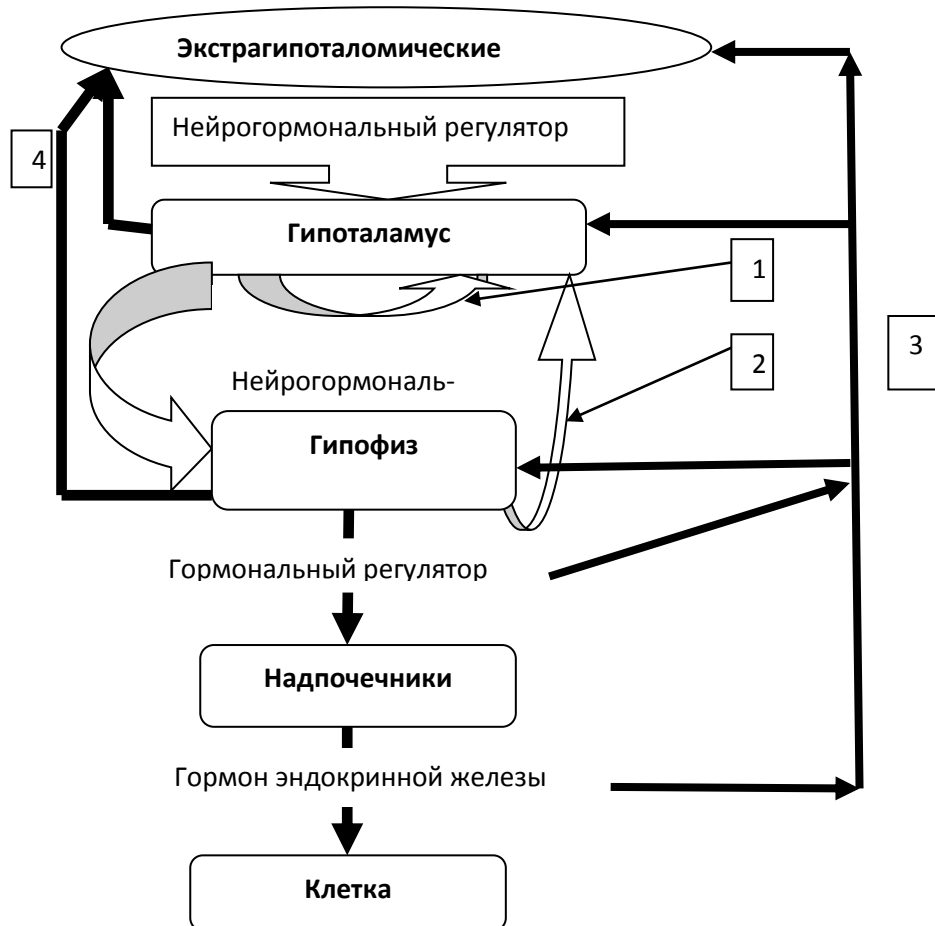 Экстрагипоталомические
Нейрогормональный регулятор
4
Гипоталамус
1
3
2
Нейрогормональ-
Гипофиз
Гормональный регулятор
Надпочечники
Гормон эндокринной железы
Клетка